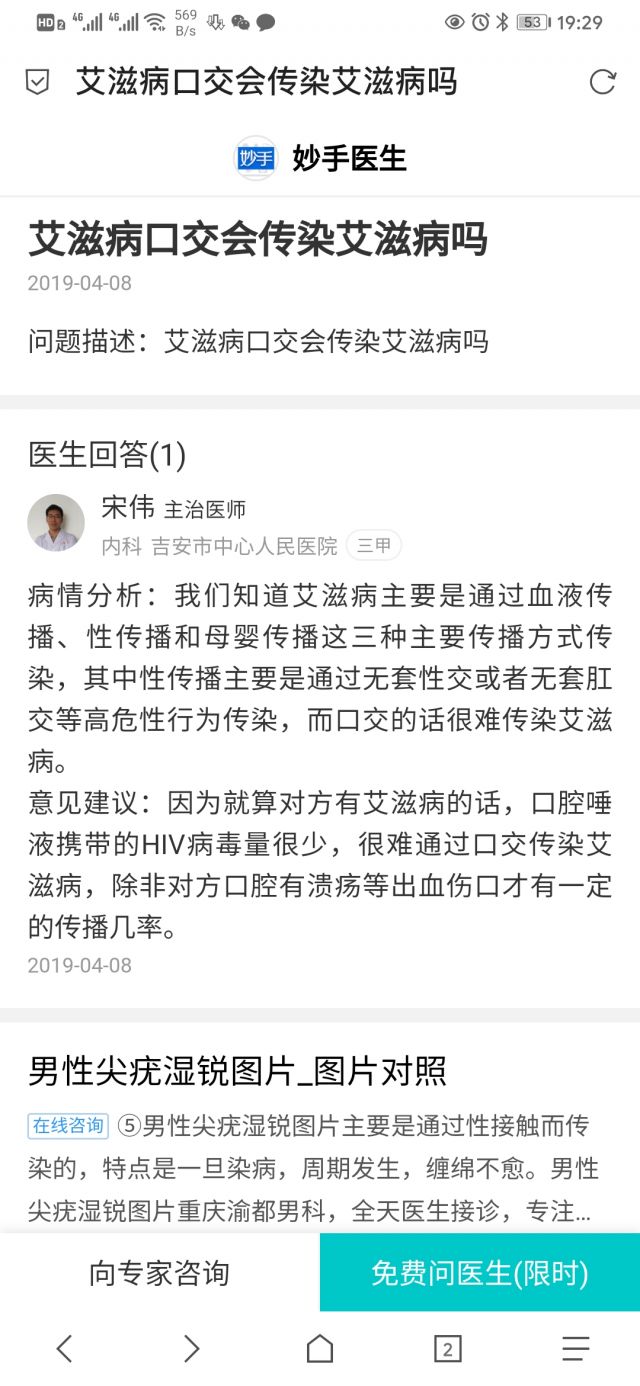 HD 2 4G 4G 569 B/s 53 19:29
艾滋病口交会传染艾滋病吗
妙手 妙手医生
艾滋病口交会传染艾滋病吗
2019-04-08
问题描述：艾滋病口交会传染艾滋病吗
医生回答(1)
宋伟 主治医师
内科 吉安市中心人民医院 三甲
病情分析：我们知道艾滋病主要是通过血液传
播、性传播和母婴传播这三种主要传播方式传
染，其中性传播主要是通过无套性交或者无套肛
交等高危性行为传染，而口交的话很难传染艾滋
病。
意见建议：因为就算对方有艾滋病的话，口腔唾
液携带的HIV病毒量很少，很难通过口交传染艾
滋病，除非对方口腔有溃疡等出血伤口才有一定
的传播几率。
2019-04-08
男性尖疣湿锐图片_图片对照
在线咨询 ⑤男性尖疣湿锐图片主要是通过性接触而传
染的，特点是一旦染病，周期发生，缠绵不愈。男性
尖疣湿锐图片重庆渝都男科，全天医生接诊，专注...
向专家咨询 免费问医生(限时)
2